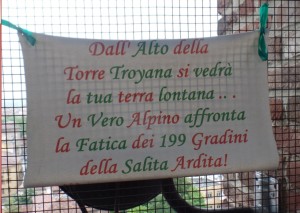 Dall' Alto della
Torre Troyana si vedrà
la tua terra lontana .. .
Un Vero Alpino affronta
la Fatica dei 199 Gradini
della Salita Ardita!